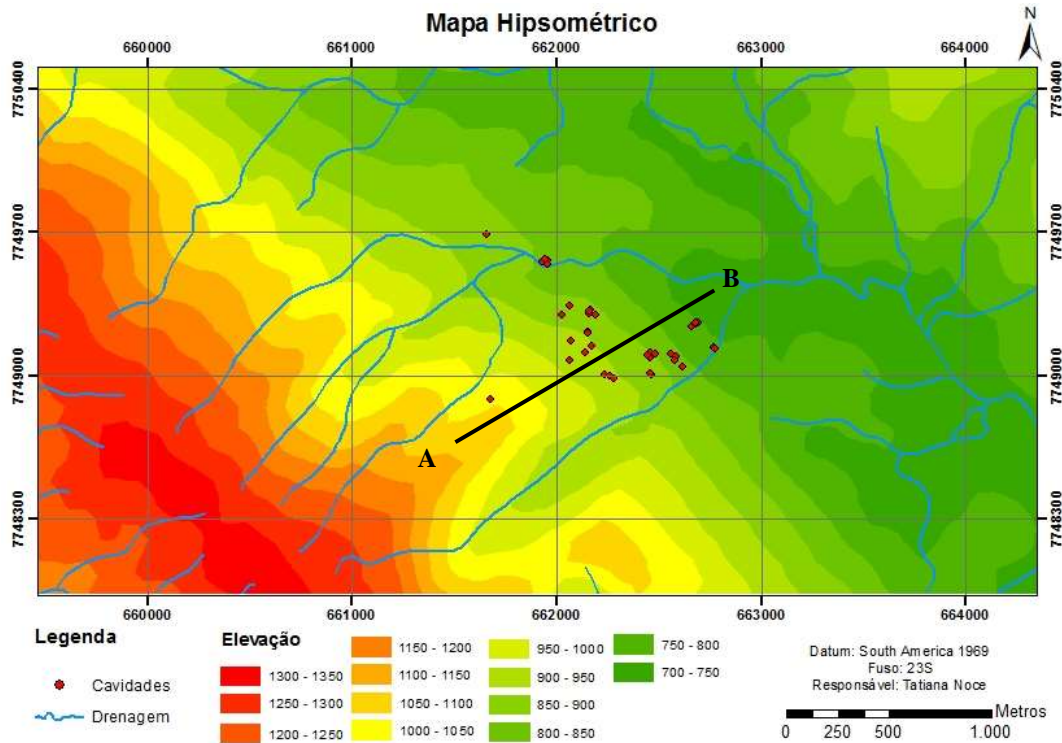 Mapa Hipsométrico
N
660000 661000 662000 663000 664000
7750400 7750400
7749700 7749700
B
7749000 7749000
A
7748300 7748300
660000 661000 662000 663000 664000
Legenda
Cavidades
Drenagem
Elevação
1300 - 1350
1250 - 1300
1200 - 1250
1150 - 1200
1100 - 1150
1050 - 1100
1000 - 1050
950 - 1000
900 - 950
850 - 900
800 - 850
750 - 800
700 - 750
Datum: South America 1969
Fuso: 23S
Responsável: Tatiana Noce
Metros
0 250 500 1.000